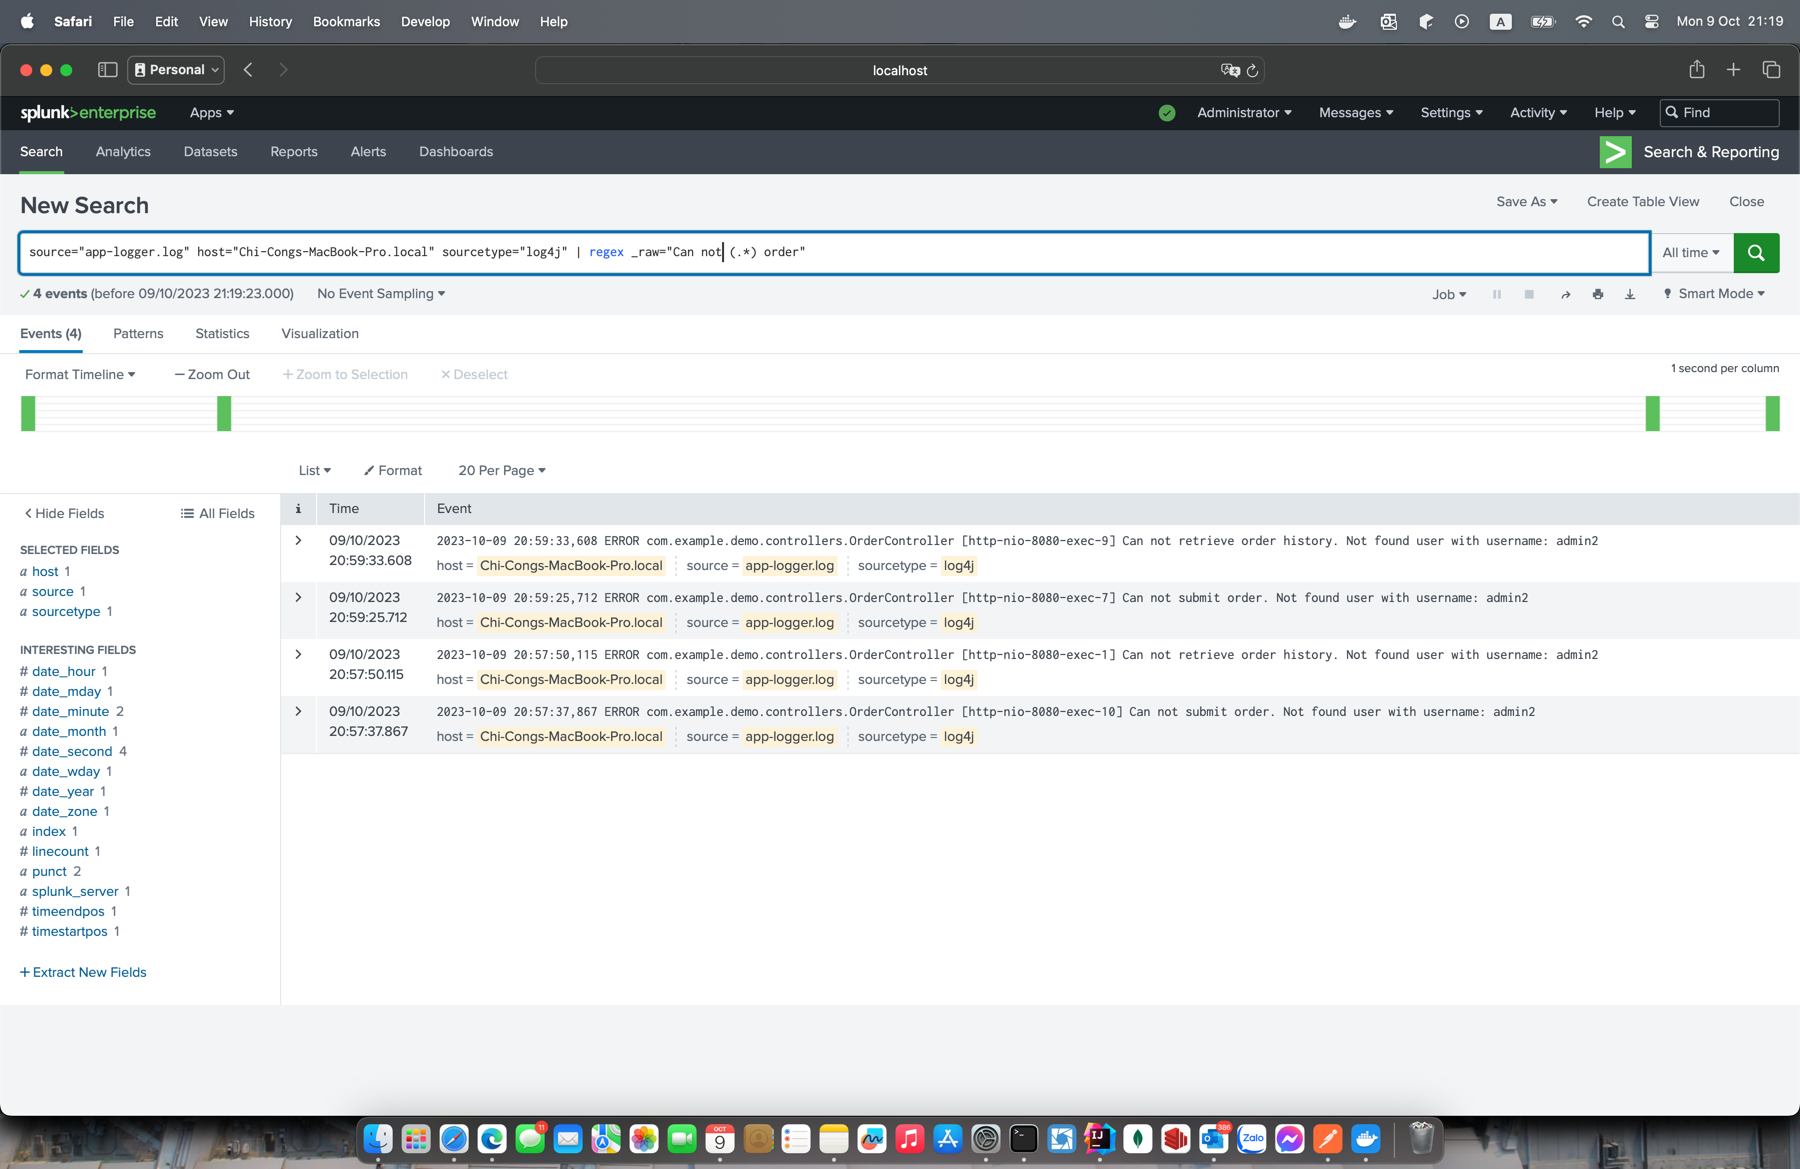 Safari File Edit View History Bookmarks Develop Window Help A Mon 9 Oct 21:19
Personal localhost
splunk>enterprise Apps Administrator Messages Settings Activity Help Find
Search Analytics Datasets Reports Alerts Dashboards > Search & Reporting
New Search Save As Create Table View Close
source="app-logger.log" host="Chi-Congs-MacBook-Pro.local" sourcetype="log4j" | regex _raw="Can not (.*) order" All time
4 events (before 09/10/2023 21:19:23.000) No Event Sampling Job Smart Mode
Events (4) Patterns Statistics Visualization
Format Timeline — Zoom Out + Zoom to Selection × Deselect 1 second per column
List Format 20 Per Page
< Hide Fields All Fields
SELECTED FIELDS
a host 1
a source 1
a sourcetype 1
INTERESTING FIELDS
# date_hour 1
# date_mday 1
# date_minute 2
a date_month 1
# date_second 4
a date_wday 1
# date_year 1
a date_zone 1
a index 1
# linecount 1
a punct 2
a splunk_server 1
# timeendpos 1
# timestartpos 1
+ Extract New Fields
i Time Event
> 09/10/2023 20:59:33.608 2023-10-09 20:59:33,608 ERROR com.example.demo.controllers.OrderController [http-nio-8080-exec-9] Can not retrieve order history. Not found user with username: admin2
host = Chi-Congs-MacBook-Pro.local source = app-logger.log sourcetype = log4j
> 09/10/2023 20:59:25.712 2023-10-09 20:59:25,712 ERROR com.example.demo.controllers.OrderController [http-nio-8080-exec-7] Can not submit order. Not found user with username: admin2
host = Chi-Congs-MacBook-Pro.local source = app-logger.log sourcetype = log4j
> 09/10/2023 20:57:50.115 2023-10-09 20:57:50,115 ERROR com.example.demo.controllers.OrderController [http-nio-8080-exec-1] Can not retrieve order history. Not found user with username: admin2
host = Chi-Congs-MacBook-Pro.local source = app-logger.log sourcetype = log4j
> 09/10/2023 20:57:37.867 2023-10-09 20:57:37,867 ERROR com.example.demo.controllers.OrderController [http-nio-8080-exec-10] Can not submit order. Not found user with username: admin2
host = Chi-Congs-MacBook-Pro.local source = app-logger.log sourcetype = log4j
11 OCT 9 IJ 386 Zalo